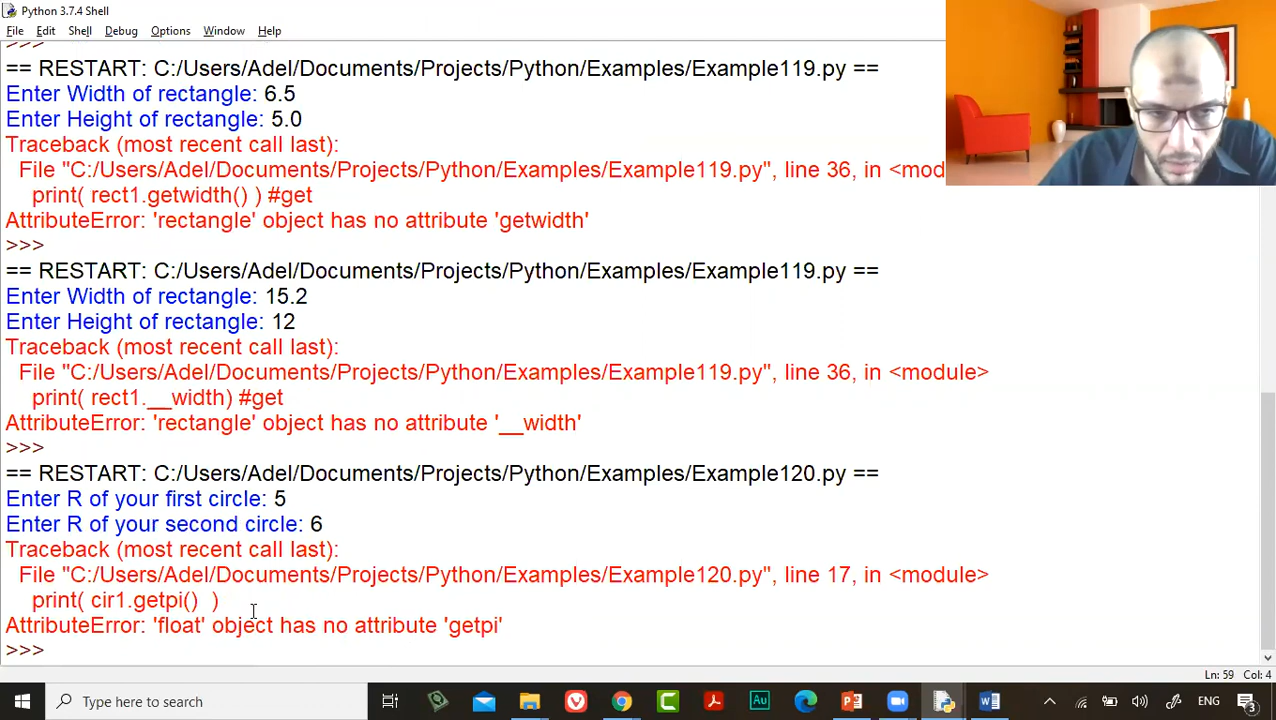 Python 3.7.4 Shell
File Edit Shell Debug Options Window Help
>>>
== RESTART: C:/Users/Adel/Documents/Projects/Python/Examples/Example119.py ==
Enter Width of rectangle: 6.5
Enter Height of rectangle: 5.0
Traceback (most recent call last):
File "C:/Users/Adel/Documents/Projects/Python/Examples/Example119.py", line 36, in <mod
print( rect1.getwidth() ) #get
AttributeError: 'rectangle' object has no attribute 'getwidth'
>>>
== RESTART: C:/Users/Adel/Documents/Projects/Python/Examples/Example119.py ==
Enter Width of rectangle: 15.2
Enter Height of rectangle: 12
Traceback (most recent call last):
File "C:/Users/Adel/Documents/Projects/Python/Examples/Example119.py", line 36, in <module>
print( rect1.__width) #get
AttributeError: 'rectangle' object has no attribute '__width'
>>>
== RESTART: C:/Users/Adel/Documents/Projects/Python/Examples/Example120.py ==
Enter R of your first circle: 5
Enter R of your second circle: 6
Traceback (most recent call last):
File "C:/Users/Adel/Documents/Projects/Python/Examples/Example120.py", line 17, in <module>
print( cir1.getpi()  )
AttributeError: 'float' object has no attribute 'getpi'
>>>
Ln: 59 Col: 4
Type here to search
Au
ENG
3